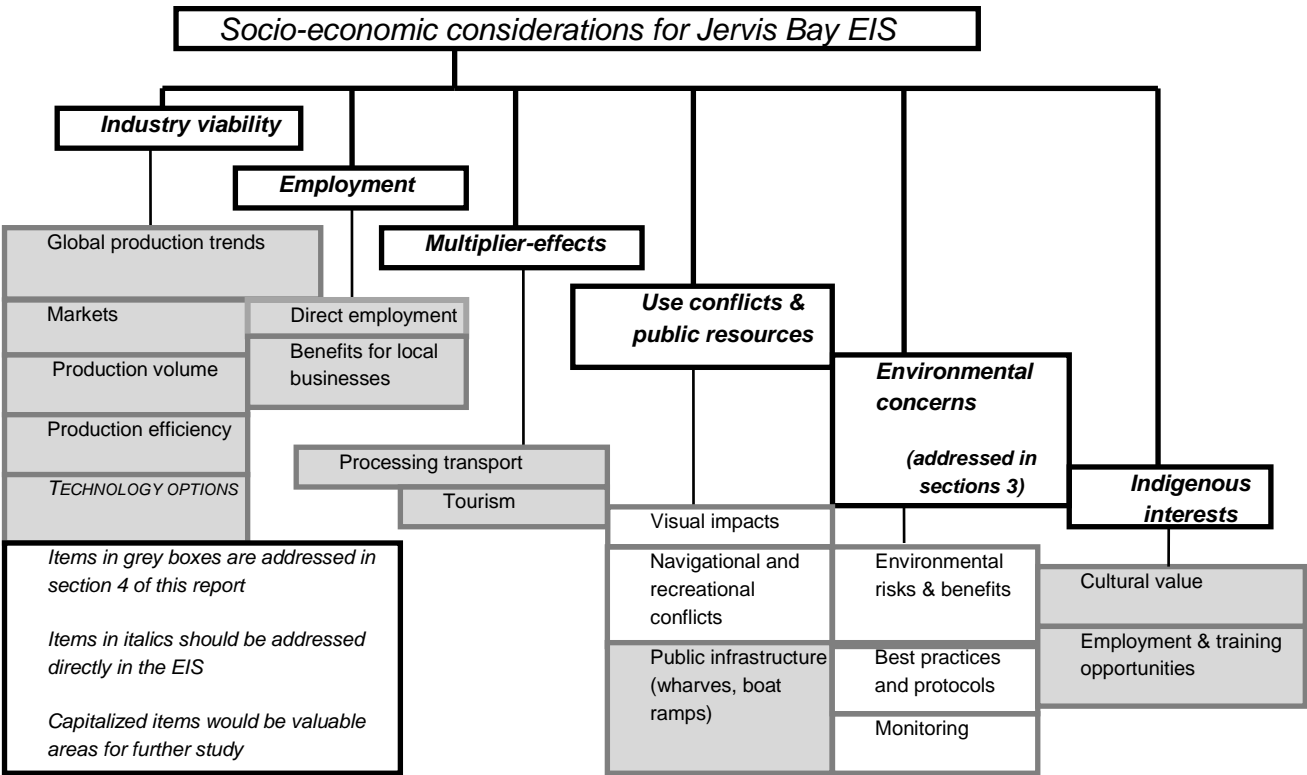 Socio-economic considerations for Jervis Bay EIS
Industry viability
Global production trends
Markets
Production volume
Production efficiency
TECHNOLOGY OPTIONS
Employment
Direct employment
Benefits for local
businesses
Multiplier-effects
Processing transport
Tourism
Use conflicts &
public resources
Visual impacts
Navigational and
recreational
conflicts
Public infrastructure
(wharves, boat
ramps)
Environmental
concerns
(addressed in
sections 3)
Environmental
risks & benefits
Best practices
and protocols
Monitoring
Indigenous
interests
Cultural value
Employment & training
opportunities
Items in grey boxes are addressed in
section 4 of this report
Items in italics should be addressed
directly in the EIS
Capitalized items would be valuable
areas for further study